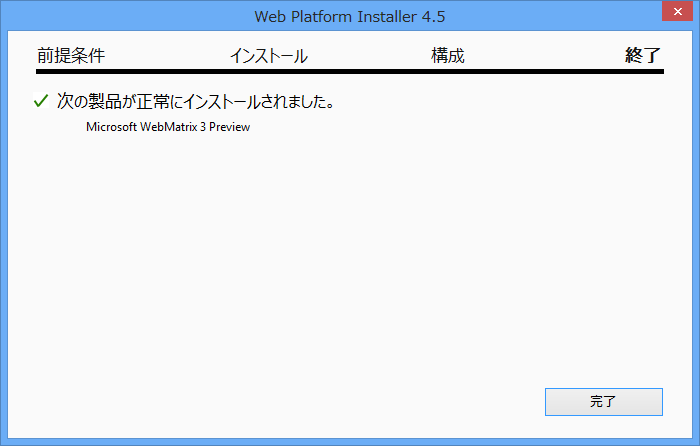 Web Platform Installer 4.5
前提条件 インストール 構成 終了
次の製品が正常にインストールされました。
Microsoft WebMatrix 3 Preview
完了